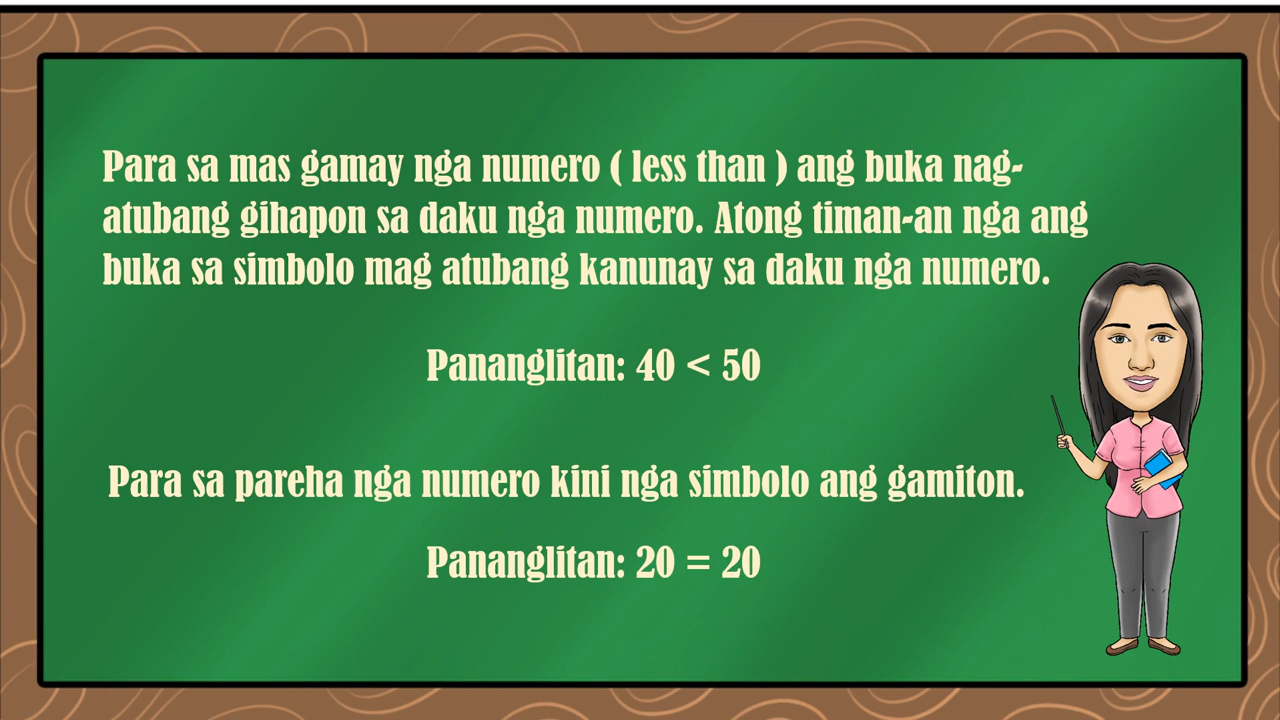 Para sa mas gamay nga numero ( less than ) ang buka nag-
atubang gihapon sa daku nga numero. Atong timan-an nga ang
buka sa simbolo mag atubang kanunay sa daku nga numero.
Pananglitan: 40 < 50
Para sa pareha nga numero kini nga simbolo ang gamiton.
Pananglitan: 20 = 20